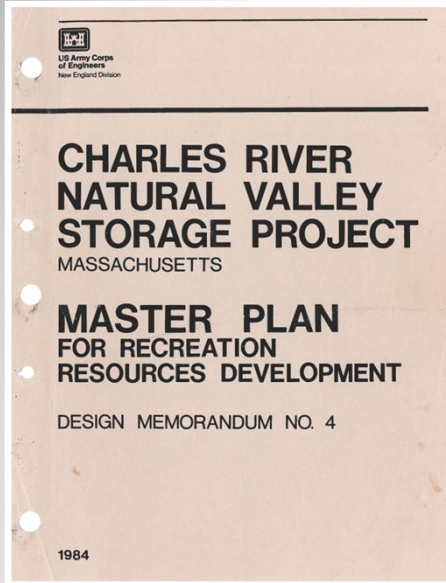 US Army Corps
of Engineers
New England Division
CHARLES RIVER
NATURAL VALLEY
STORAGE PROJECT
MASSACHUSETTS
MASTER PLAN
FOR RECREATION
RESOURCES DEVELOPMENT
DESIGN MEMORANDUM NO. 4
1984